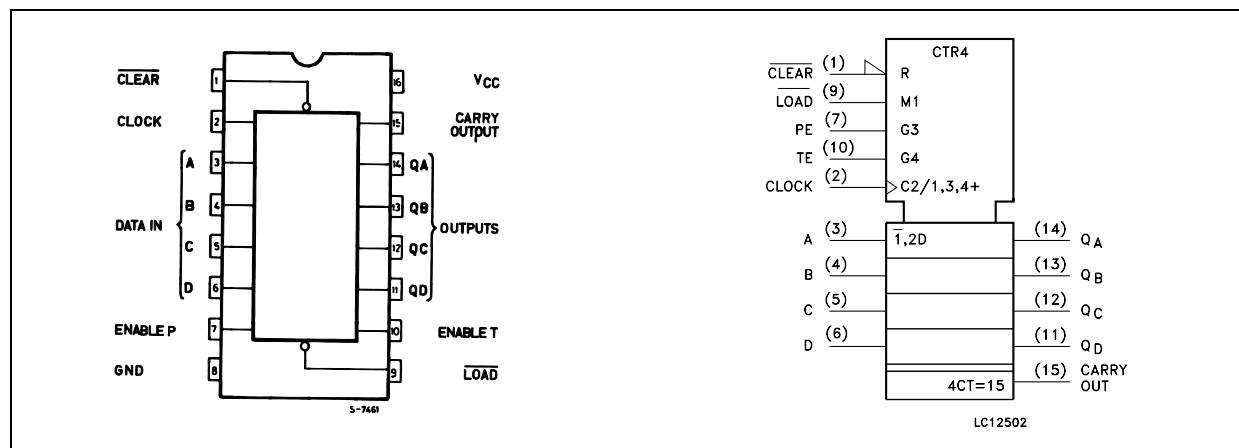 CLEAR 1 16 VCC
CLOCK 2 15 CARRY OUTPUT
A 3 14 QA
B 4 13 QB
DATA IN OUTPUTS
C 5 12 QC
D 6 11 QD
ENABLE P 7 10 ENABLE T
GND 8 9 LOAD
S-7461
CTR4
CLEAR (1) R
LOAD (9) M1
PE (7) G3
TE (10) G4
CLOCK (2) C2/1,3,4+
A (3) 1,2D (14) QA
B (4) (13) QB
C (5) (12) QC
D (6) (11) QD
4CT=15 (15) CARRY OUT
LC12502